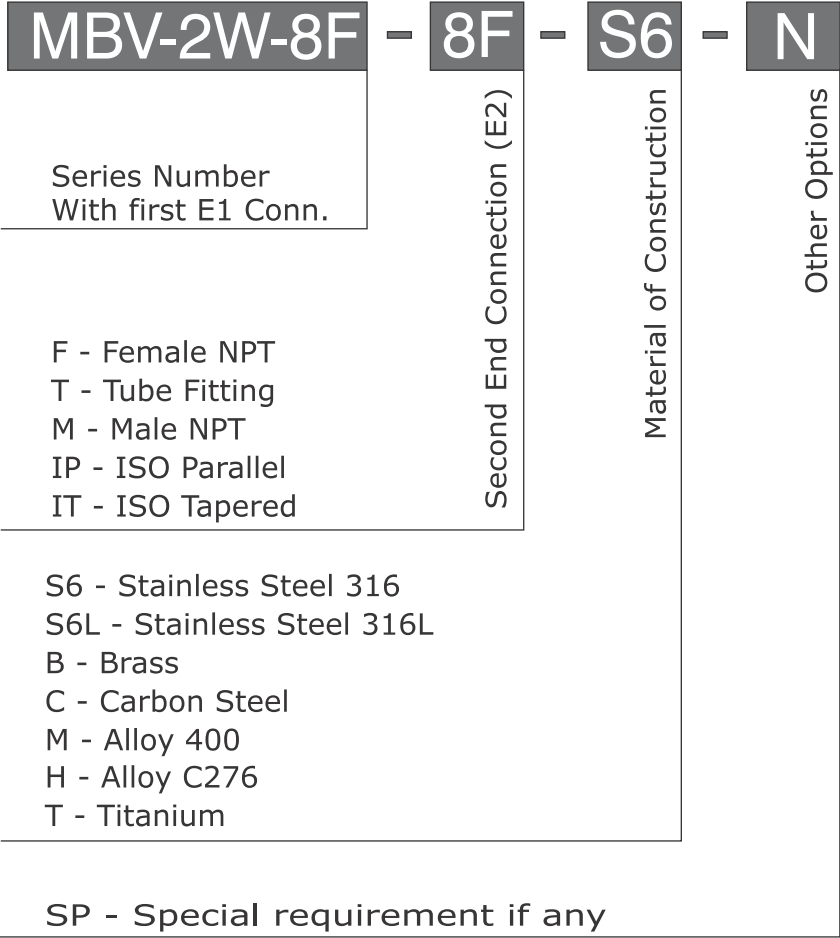 MBV-2W-8F - 8F - S6 - N
Series Number
With first E1 Conn.
Second End Connection (E2)
Material of Construction
Other Options
F - Female NPT
T - Tube Fitting
M - Male NPT
IP - ISO Parallel
IT - ISO Tapered
S6 - Stainless Steel 316
S6L - Stainless Steel 316L
B - Brass
C - Carbon Steel
M - Alloy 400
H - Alloy C276
T - Titanium
SP - Special requirement if any